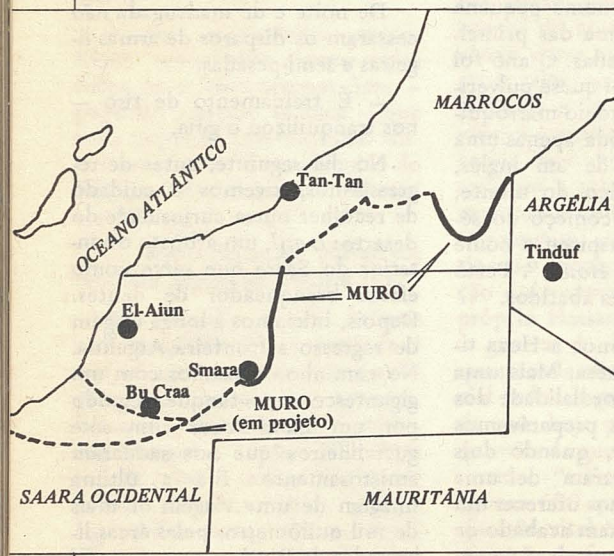 MARROCOS
OCEANO ATLÂNTICO
Tan-Tan
ARGÉLIA
Tinduf
MURO
El-Aiun
Smara
Bu Craa
MURO
(em projeto)
SAARA OCIDENTAL
MAURITÂNIA